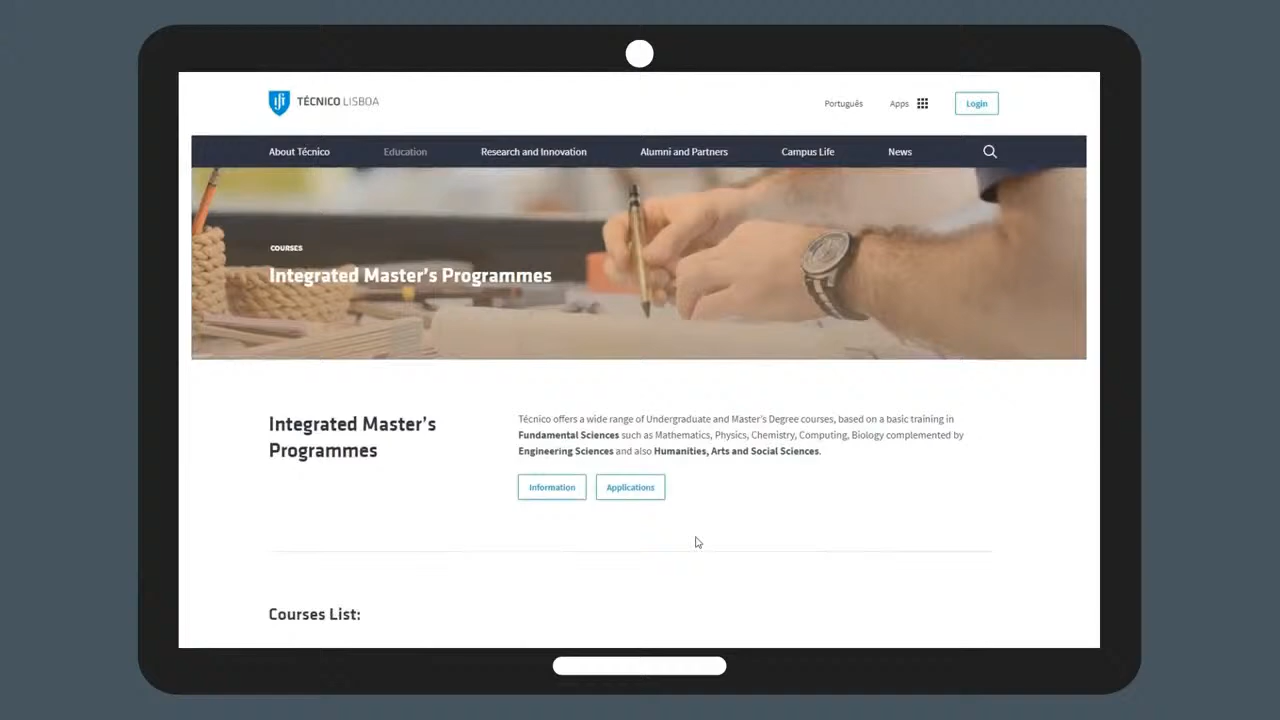 TÉCNICO LISBOA
Português
Apps
Login
About Técnico
Education
Research and Innovation
Alumni and Partners
Campus Life
News
COURSES
Integrated Master's Programmes
Integrated Master's
Programmes
Técnico offers a wide range of Undergraduate and Master's Degree courses, based on a basic training in
Fundamental Sciences such as Mathematics, Physics, Chemistry, Computing, Biology complemented by
Engineering Sciences and also Humanities, Arts and Social Sciences.
Information
Applications
Courses List: